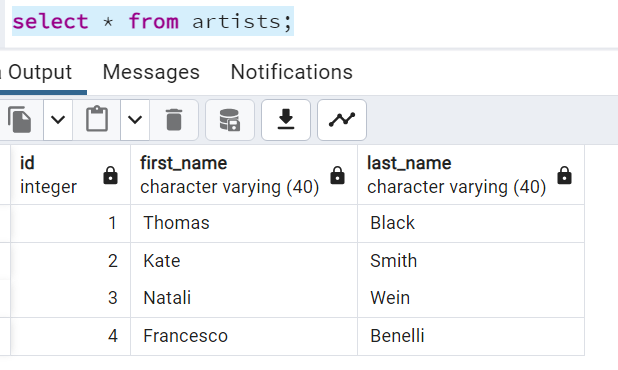 select * from artists;
Output Messages Notifications
id first_name last_name
integer character varying (40) character varying (40)
1 Thomas Black
2 Kate Smith
3 Natali Wein
4 Francesco Benelli